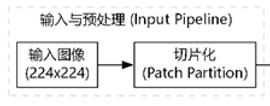 输入与预处理 (Input Pipeline)
输入图像
(224x224)
切片化
(Patch Partition)